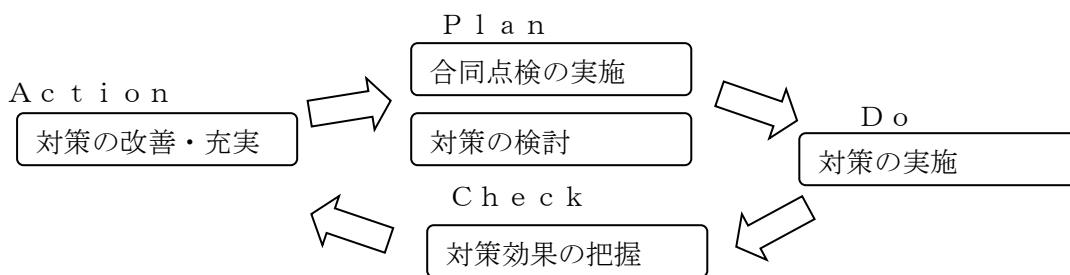 Ｐｌａｎ
合同点検の実施
対策の検討
Ｄｏ
対策の実施
Ｃｈｅｃｋ
対策効果の把握
Ａｃｔｉｏｎ
対策の改善・充実